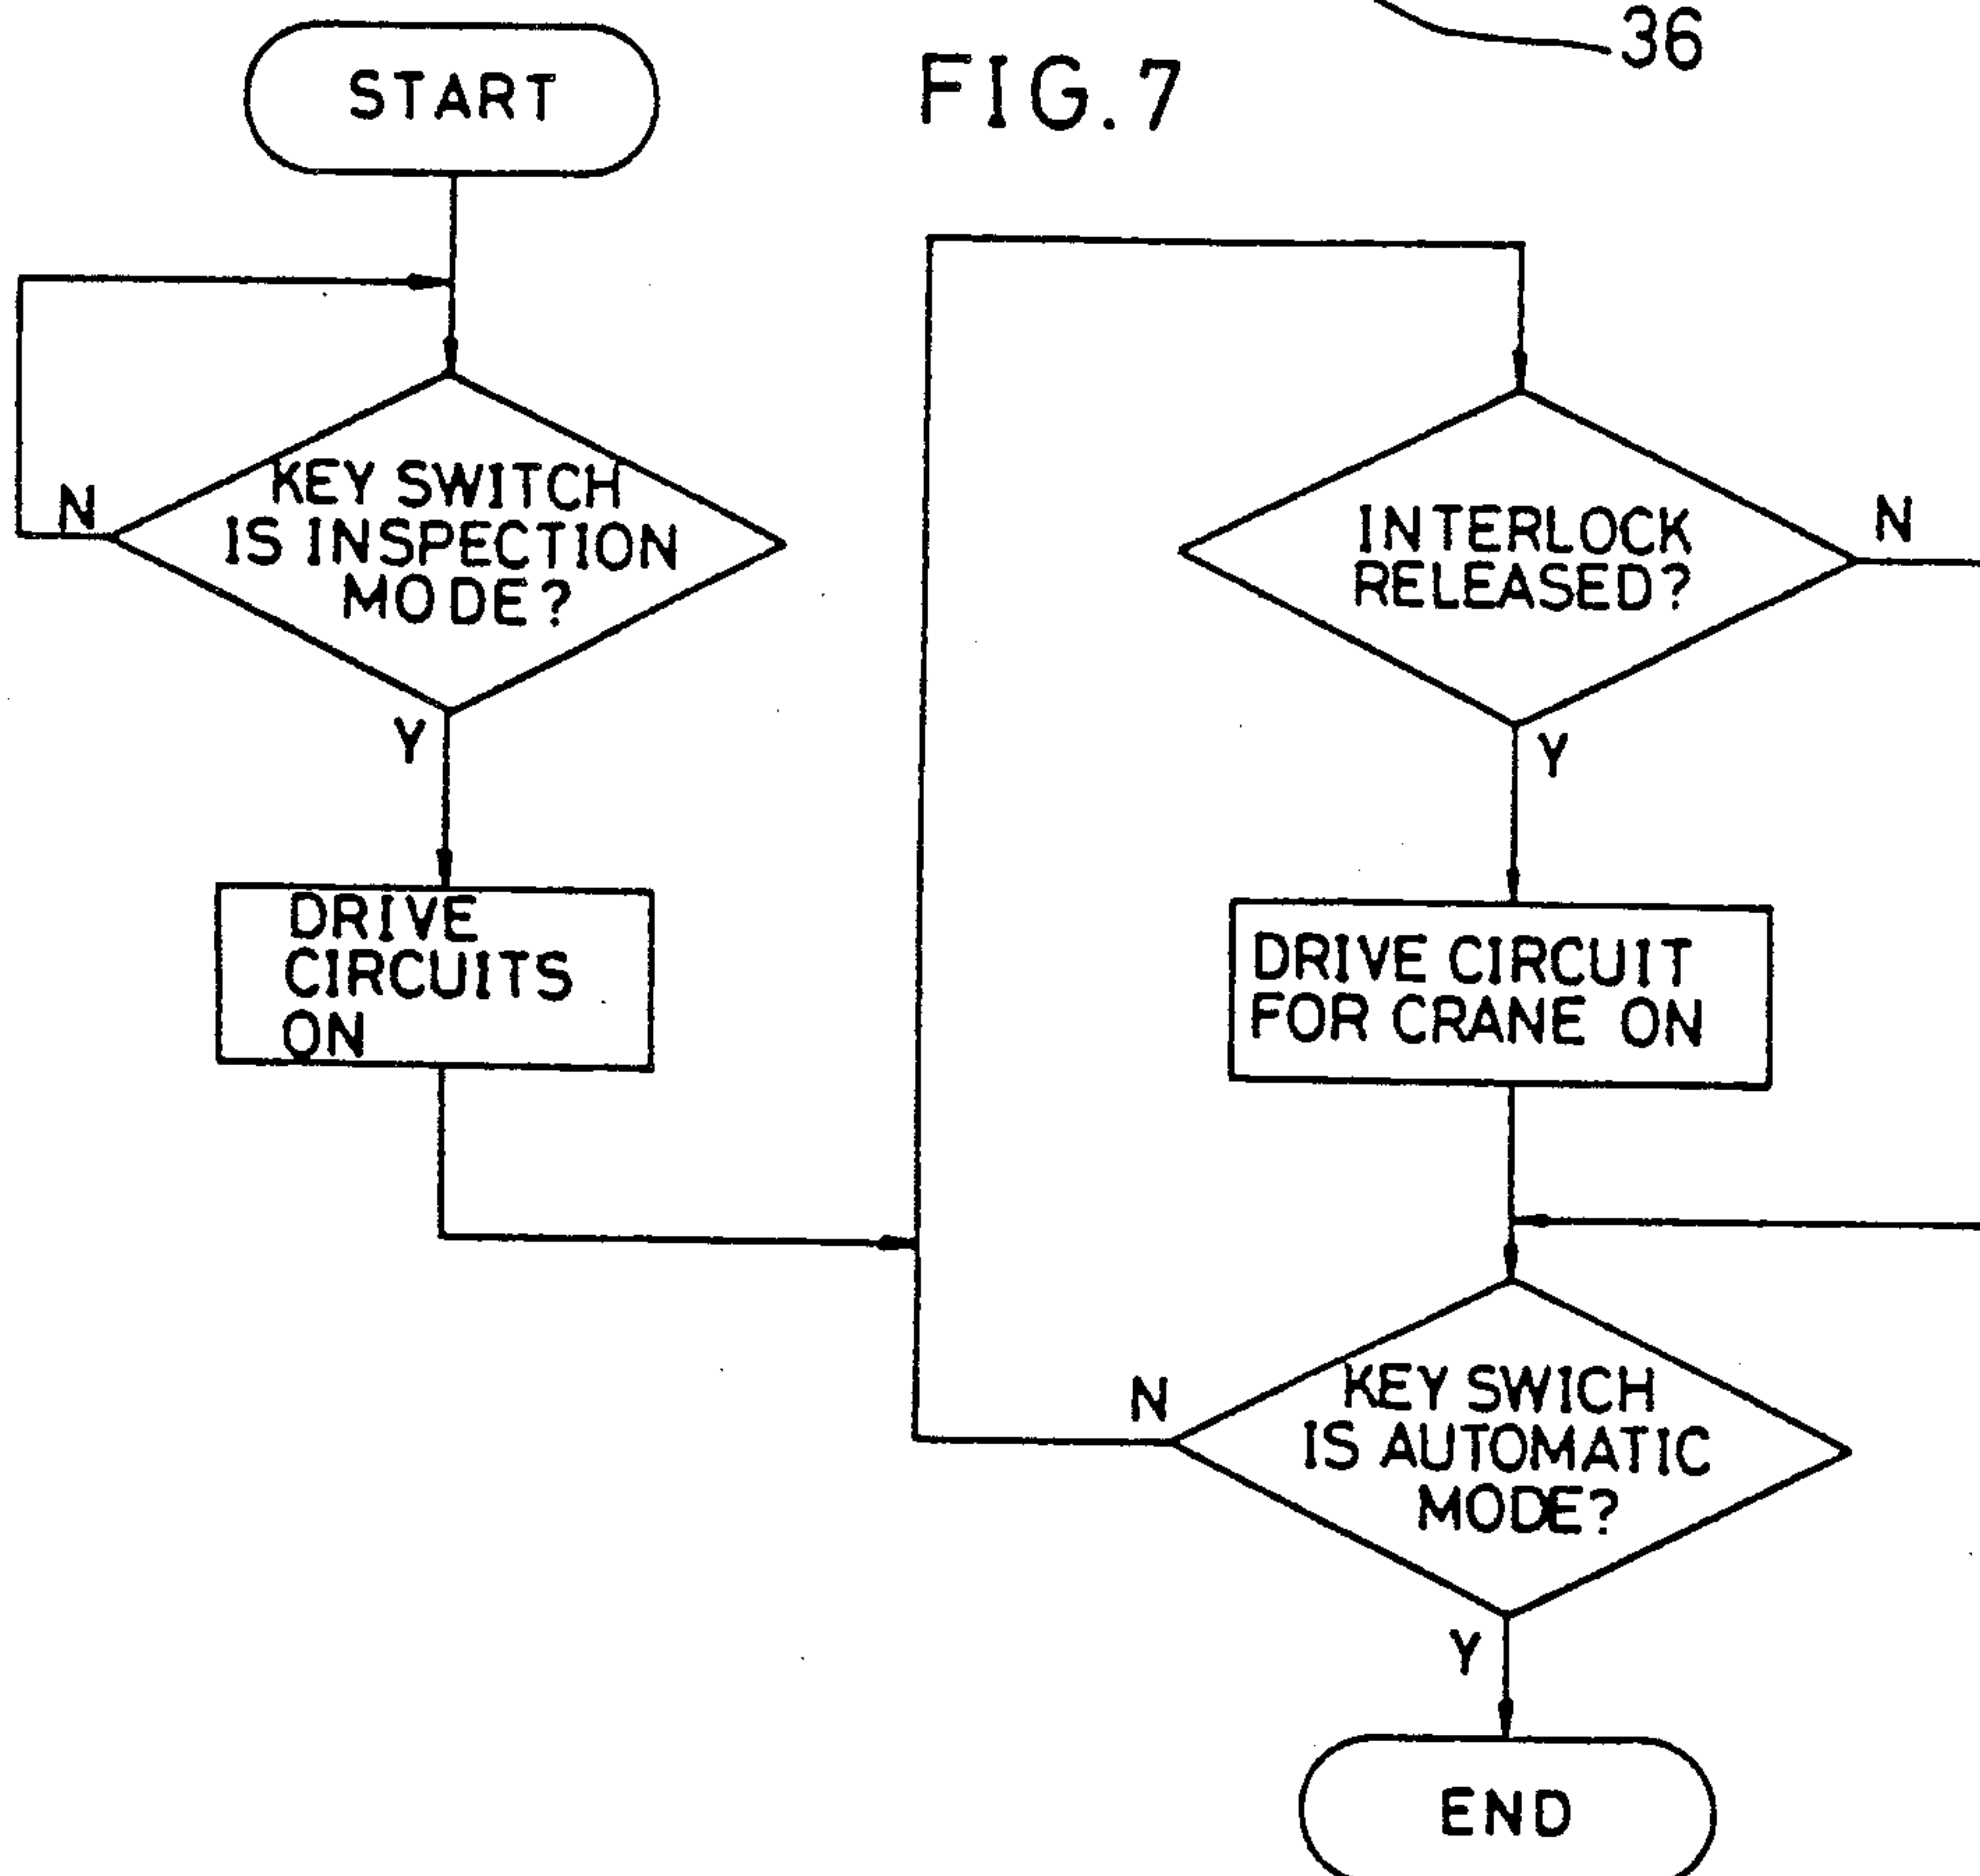 36
FIG.7
START
KEY SWITCH
IS INSPECTION
MODE?
N
Y
DRIVE
CIRCUITS
ON
INTERLOCK
RELEASED?
N
Y
DRIVE CIRCUIT
FOR CRANE ON
KEY SWICH
IS AUTOMATIC
MODE?
N
Y
END